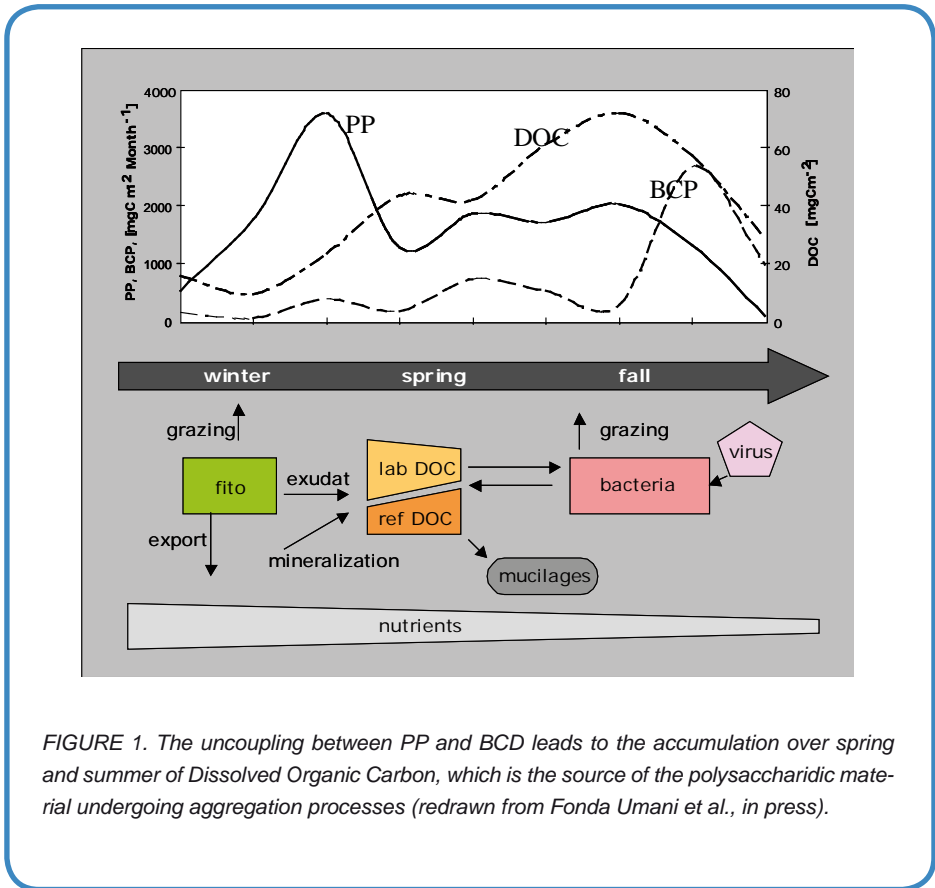 4000
3000
2000
1000
0
PP, BCP, [mgC m² Month⁻¹]
PP
DOC
BCP
80
60
40
20
0
DOC [mgCm⁻²]
winter spring fall
grazing
grazing
virus
fito
exudat
lab DOC
bacteria
ref DOC
export
mineralization
mucilages
nutrients
FIGURE 1. The uncoupling between PP and BCD leads to the accumulation over spring
and summer of Dissolved Organic Carbon, which is the source of the polysaccharidic mate-
rial undergoing aggregation processes (redrawn from Fonda Umani et al., in press).